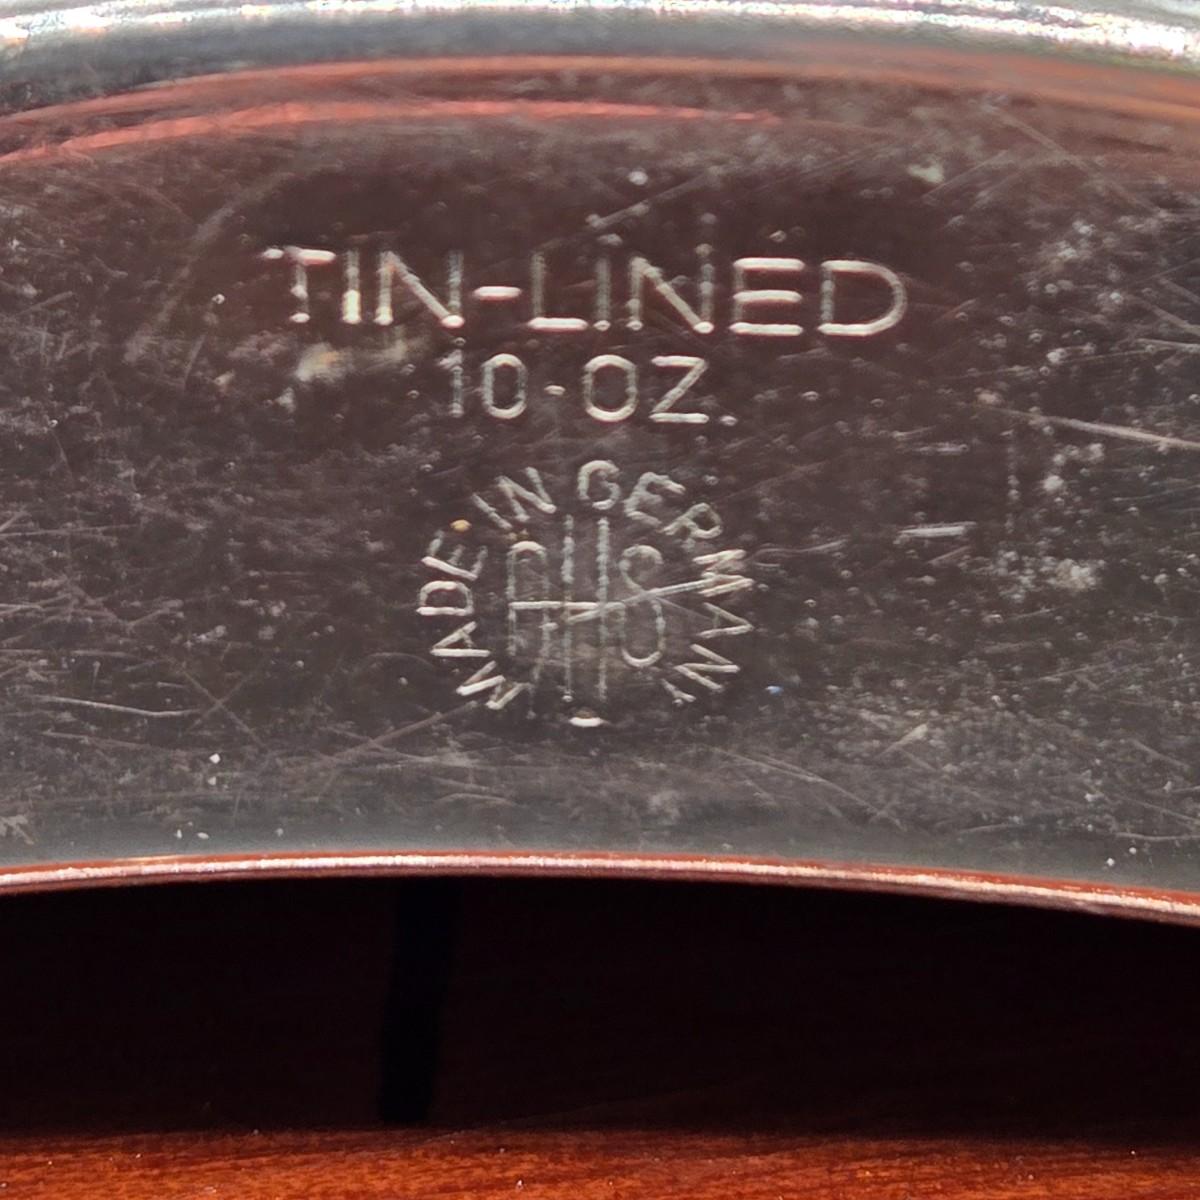 TIN-LINED
10-OZ.
MADE IN GERMANY